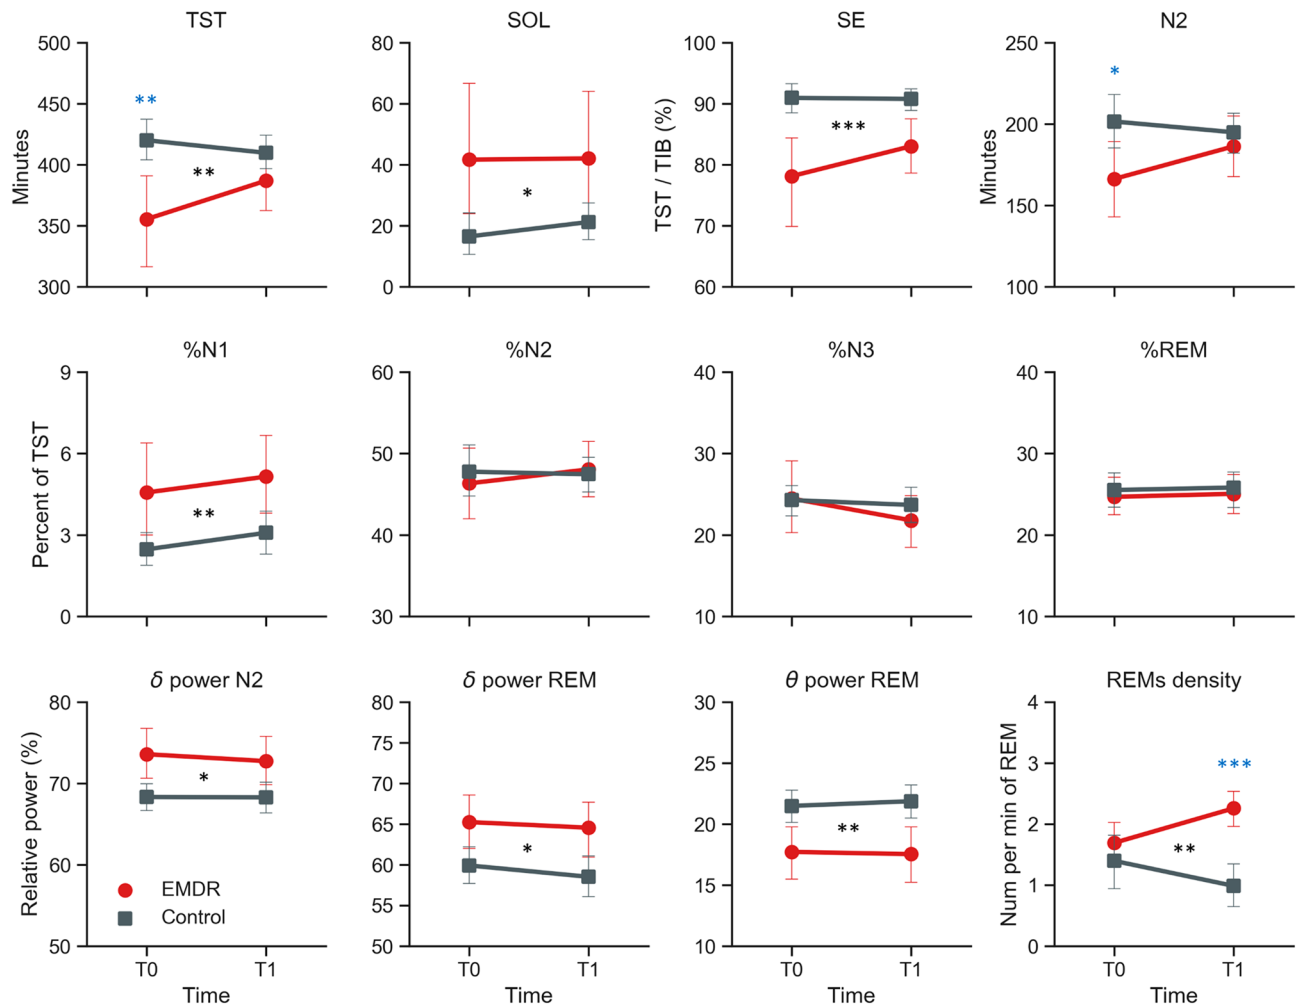 TST
SOL
SE
N2
500
450
400
350
300
Minutes
**
**
80
60
40
20
0
*
100
90
80
70
60
TST / TIB (%)
***
250
200
150
100
Minutes
*
%N1
%N2
%N3
%REM
9
6
3
0
Percent of TST
**
60
50
40
30
40
30
20
10
40
30
20
10
δ power N2
δ power REM
θ power REM
REMs density
80
70
60
50
Relative power (%)
*
EMDR
Control
T0
T1
Time
80
75
70
65
60
55
50
*
T0
T1
Time
30
25
20
15
10
**
T0
T1
Time
4
3
2
1
0
Num per min of REM
***
**
T0
T1
Time